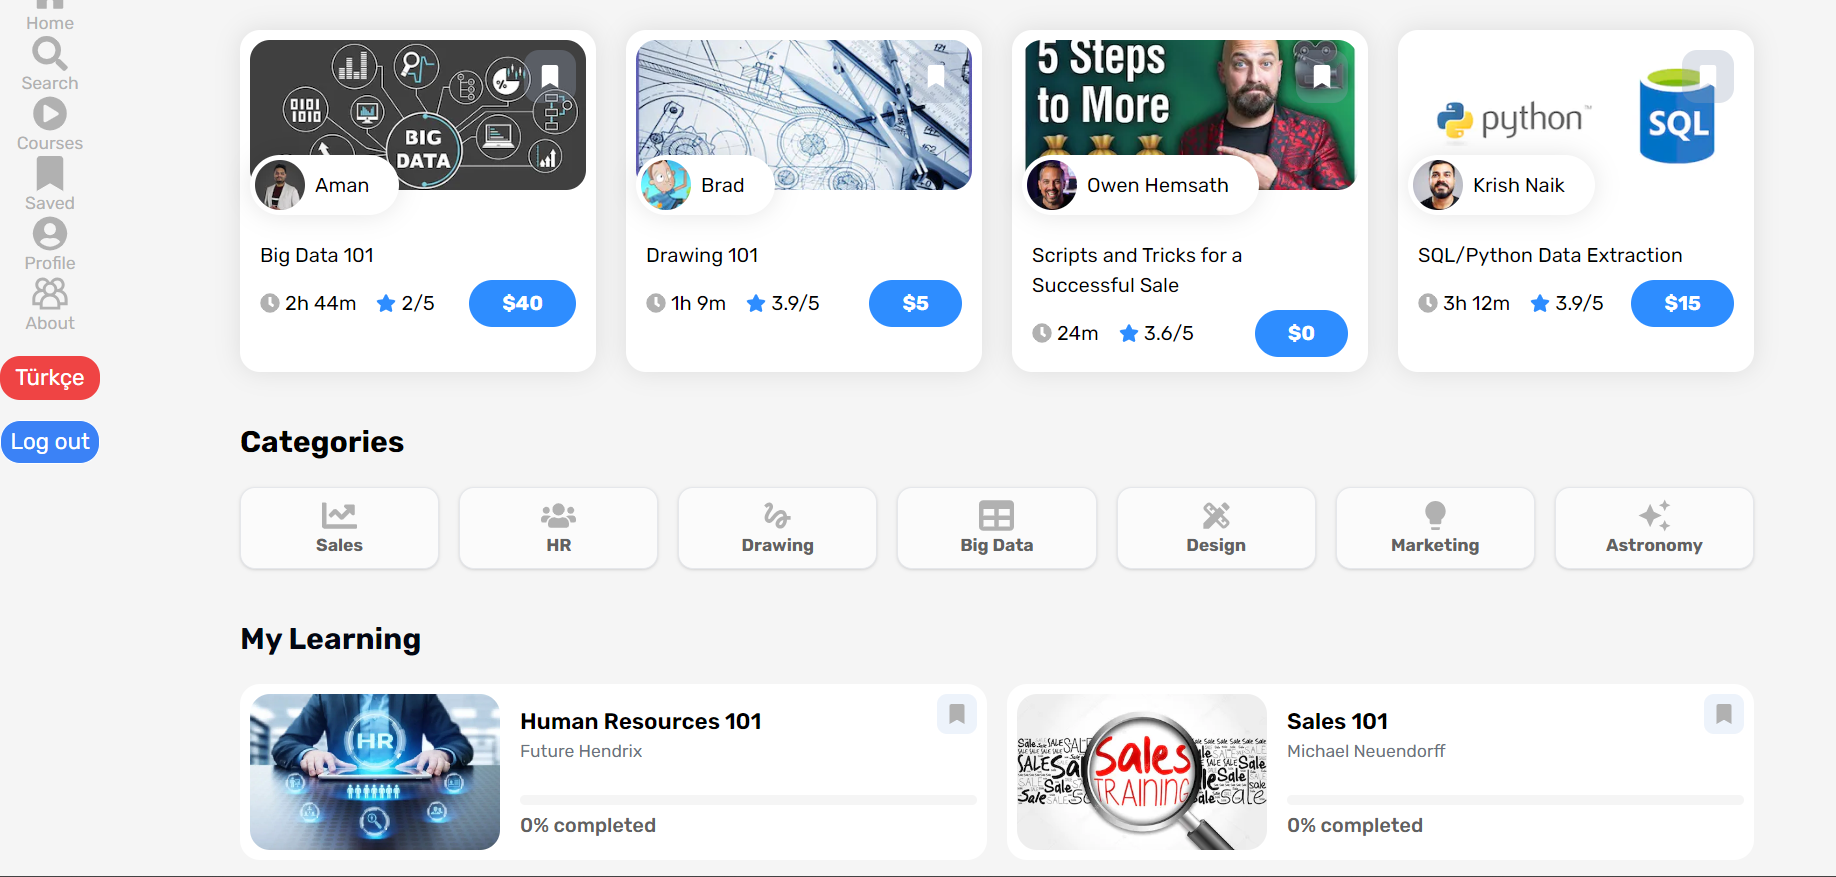 Home
Search
Courses
Saved
Profile
About
Türkçe
Log out
BIG
DATA
0101
1010
Aman
Big Data 101
2h 44m
2/5
$40
Brad
Drawing 101
1h 9m
3.9/5
$5
5 Steps
to More
Owen Hemsath
Scripts and Tricks for a
Successful Sale
24m
3.6/5
$0
python™
SQL
Krish Naik
SQL/Python Data Extraction
3h 12m
3.9/5
$15
Categories
Sales
HR
Drawing
Big Data
Design
Marketing
Astronomy
My Learning
HR
Human Resources 101
Future Hendrix
0% completed
Sales
TRAINING
Sales 101
Michael Neuendorff
0% completed